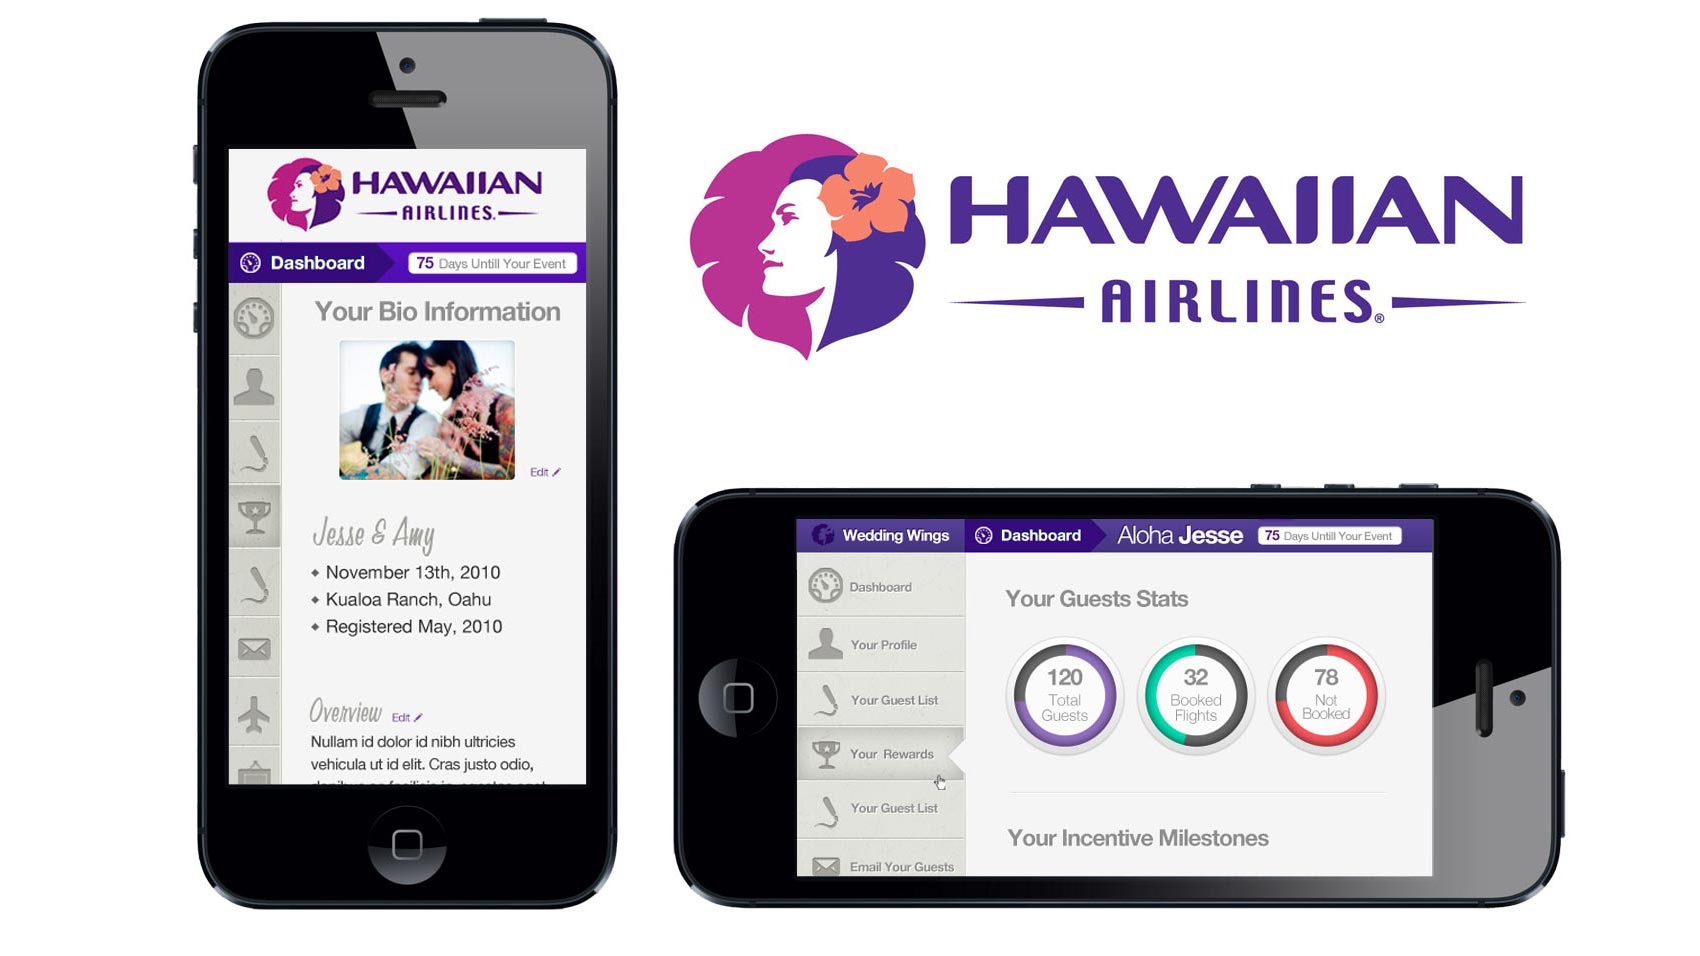 HAWAIIAN
AIRLINES.
Dashboard
75 Days Untill Your Event
Your Bio Information
Edit
Jesse & Amy
November 13th, 2010
Kualoa Ranch, Oahu
Registered May, 2010
Overview Edit
Nullam id dolor id nibh ultricies
vehicula ut id elit. Cras justo odio,
HAWAIIAN
AIRLINES.®
Wedding Wings
Dashboard
Aloha Jesse
75 Days Untill Your Event
Dashboard
Your Profile
Your Guest List
Your Rewards
Your Guest List
Email Your Guests
Your Guests Stats
120
Total
Guests
32
Booked
Flights
78
Not
Booked
Your Incentive Milestones